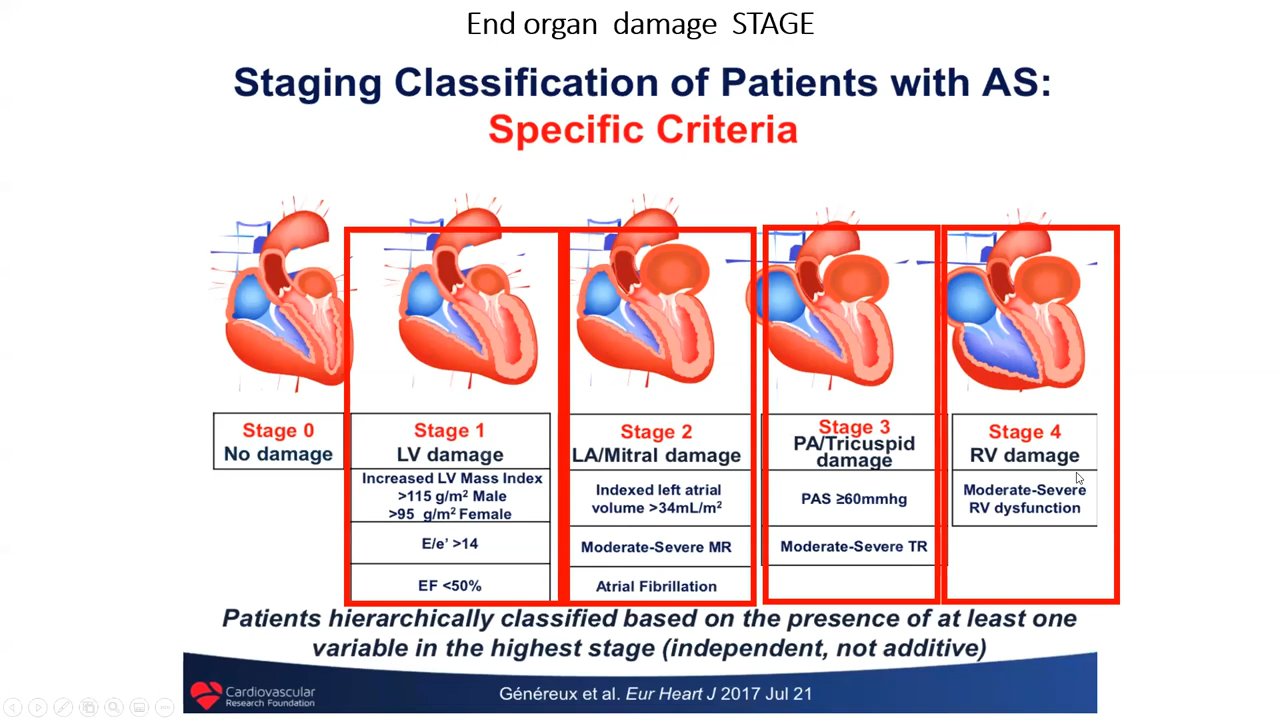 End organ damage STAGE
Staging Classification of Patients with AS:
Specific Criteria
Stage 0
No damage
Stage 1
LV damage
Increased LV Mass Index
>115 g/m² Male
>95 g/m² Female
E/e’ >14
EF <50%
Stage 2
LA/Mitral damage
Indexed left atrial
volume >34mL/m²
Moderate-Severe MR
Atrial Fibrillation
Stage 3
PA/Tricuspid
damage
PAS ≥60mmhg
Moderate-Severe TR
Stage 4
RV damage
Moderate-Severe
RV dysfunction
Patients hierarchically classified based on the presence of at least one
variable in the highest stage (independent, not additive)
Cardiovascular
Research Foundation
Généreux et al. Eur Heart J 2017 Jul 21